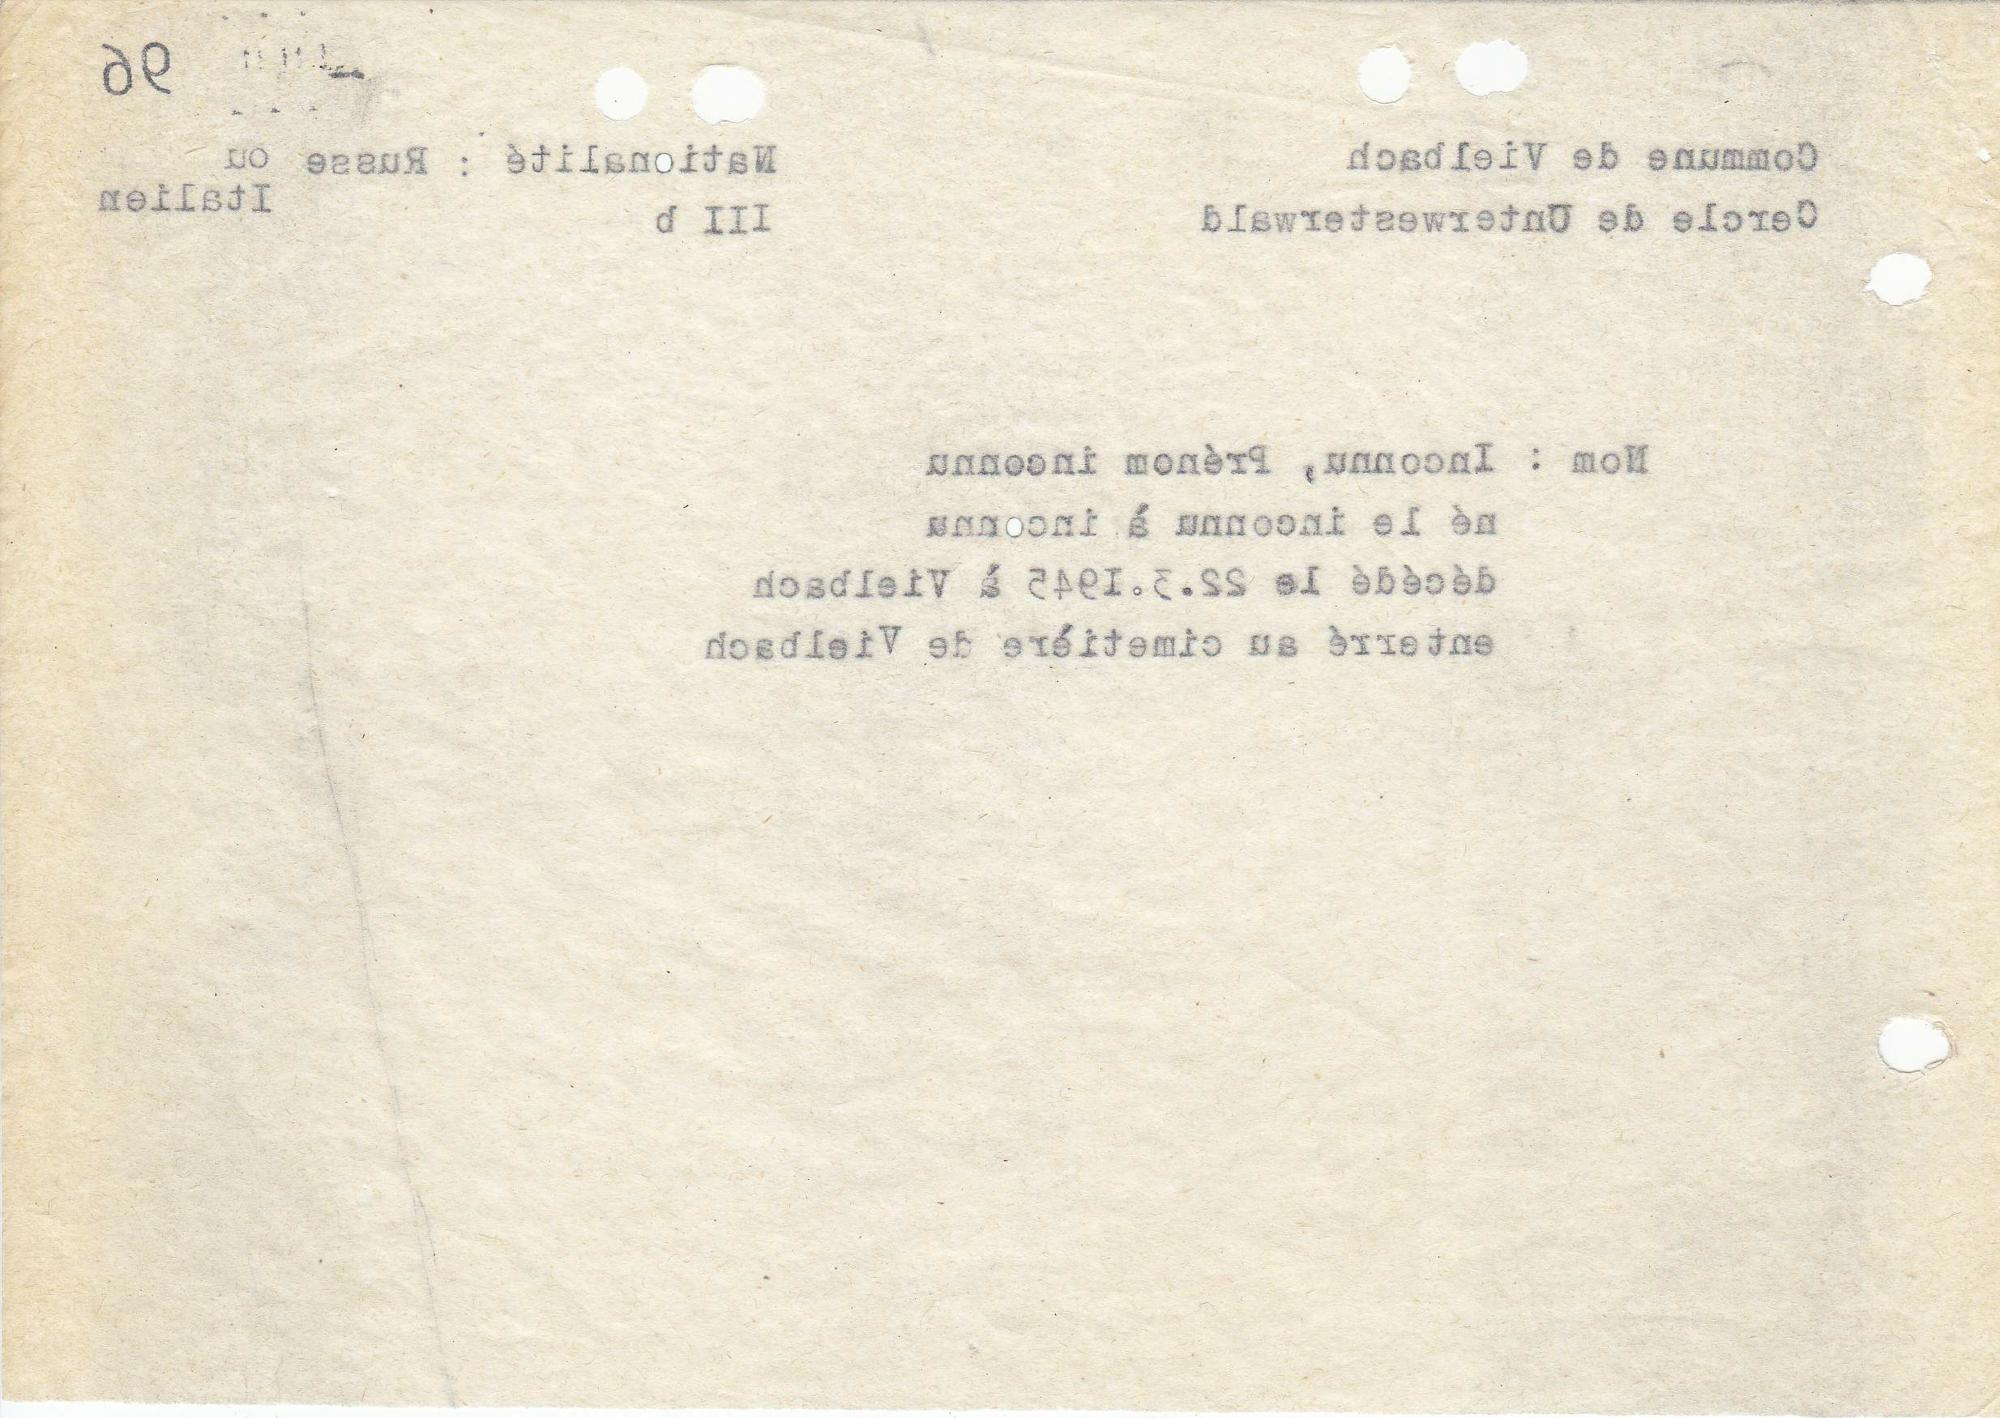 96
Commune de Vielbach
Nationalité : Russe ou
Italien
Cercle de Unterwesterwald
III b
Nom : Inconnu, Prénom inconnu
né le inconnu à inconnu
décédé le 22.3.I945 à Vielbach
enterré au cimetière de Vielbach